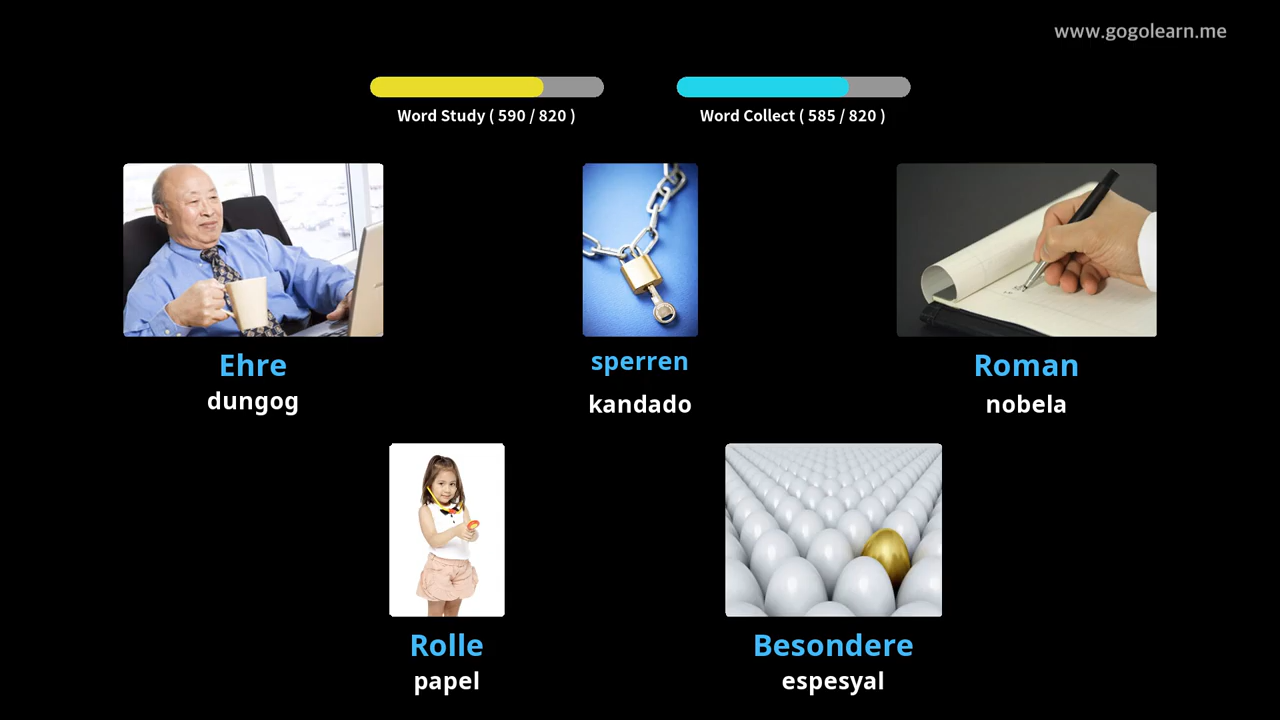 www.gogolearn.me
Word Study ( 590 / 820 )
Word Collect ( 585 / 820 )
Ehre
dungog
sperren
kandado
Roman
nobela
Rolle
papel
Besondere
espesyal